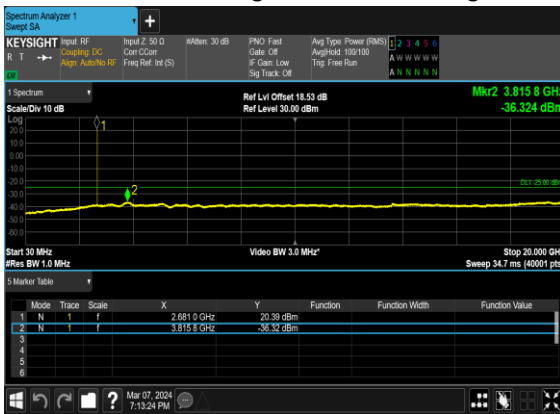 Spectrum Analyzer 1
Swept SA
KEYSIGHT
R T
LV
Input: RF
Coupling: DC
Align: Auto/No RF
Input Z: 50 Ω
Corr CCorr
Freq Ref: Int (S)
#Atten: 30 dB
PNO: Fast
Gate: Off
IF Gain: Low
Sig Track: Off
Avg Type: Power (RMS)
Avg|Hold: 100/100
Trig: Free Run
1 2 3 4 5 6
A W W W W W
A N N N N N
1 Spectrum
Scale/Div 10 dB
Ref Lvl Offset 18.53 dB
Ref Level 30.00 dBm
Mkr2 3.815 8 GHz
-36.324 dBm
Log
20.0
10.0
0.00
-10.0
-20.0
-30.0
-40.0
-50.0
-60.0
1
2
DL1 -25.00 dBm
Start 30 MHz
#Res BW 1.0 MHz
Video BW 3.0 MHz*
Stop 20.000 GH
Sweep 34.7 ms (40001 pts
5 Marker Table
Mode Trace Scale X Y Function Function Width Function Value
1 N 1 f 2.681 0 GHz 20.39 dBm
2 N 1 f 3.815 8 GHz -36.32 dBm
3
4
5
6
?
Mar 07, 2024
7:13:24 PM